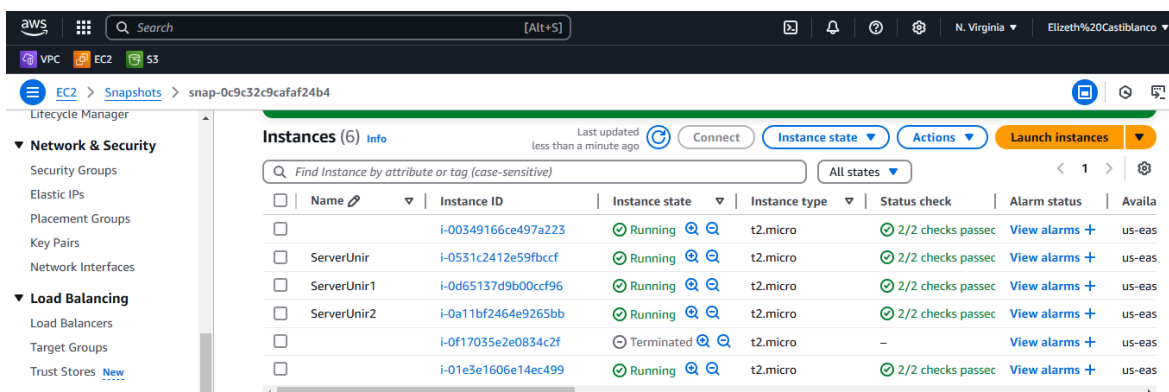 aws Search [Alt+S] N. Virginia Elizeth%20Castiblanco
VPC EC2 S3
EC2 > Snapshots > snap-0c9c32c9cafaf24b4
Lifecycle Manager
Network & Security
Security Groups
Elastic IPs
Placement Groups
Key Pairs
Network Interfaces
Load Balancing
Load Balancers
Target Groups
Trust Stores New
Instances (6) Info Last updated less than a minute ago Connect Instance state Actions Launch instances
Find Instance by attribute or tag (case-sensitive) All states < 1 >
Name Instance ID Instance state Instance type Status check Alarm status Availa
i-00349166ce497a223 Running t2.micro 2/2 checks passec View alarms + us-eas
ServerUnir i-0531c2412e59fbccf Running t2.micro 2/2 checks passec View alarms + us-eas
ServerUnir1 i-0d65137d9b00ccf96 Running t2.micro 2/2 checks passec View alarms + us-eas
ServerUnir2 i-0a11bf2464e9265bb Running t2.micro 2/2 checks passec View alarms + us-eas
i-0f17035e2e0834c2f Terminated t2.micro – View alarms + us-eas
i-01e3e1606e14ec499 Running t2.micro 2/2 checks passec View alarms + us-eas